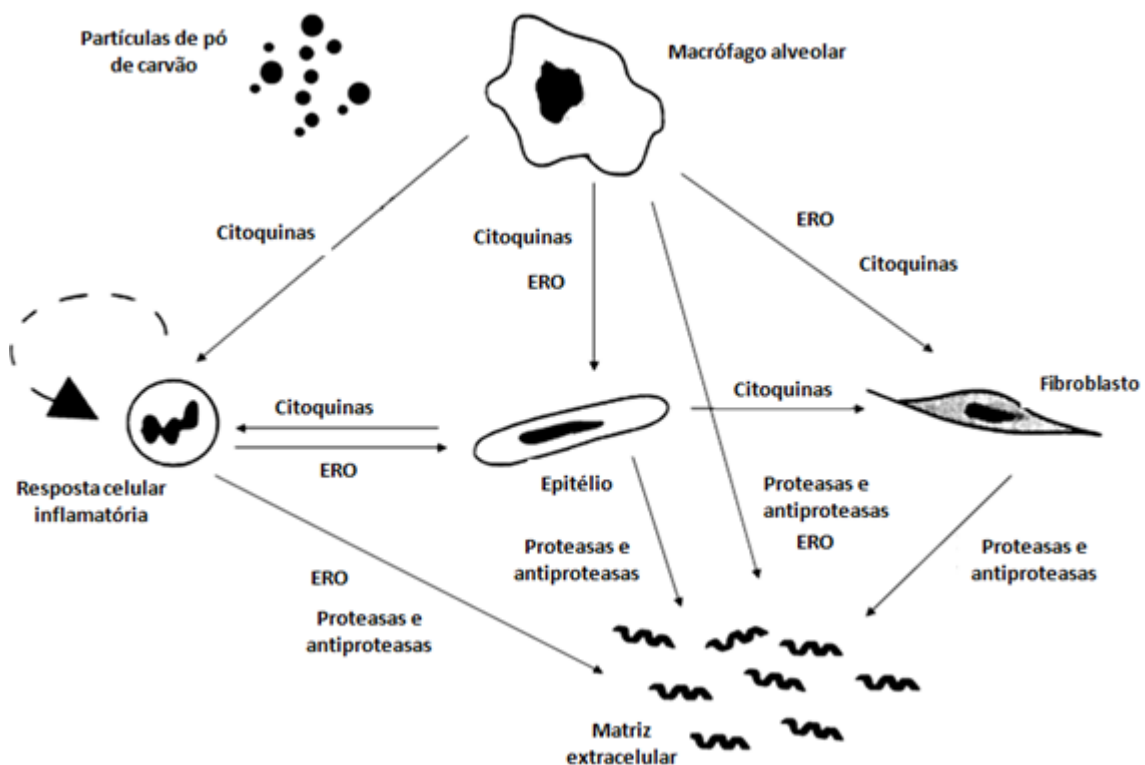 Partículas de pó
de carvão
Macrófago alveolar
Citoquinas
Citoquinas
ERO
ERO
Citoquinas
Citoquinas
ERO
Citoquinas
Fibroblasto
Resposta celular
inflamatória
Epitélio
Proteasas e
antiproteasas
ERO
Proteasas e
antiproteasas
Proteasas e
antiproteasas
ERO
Proteasas e
antiproteasas
Matriz
extracelular